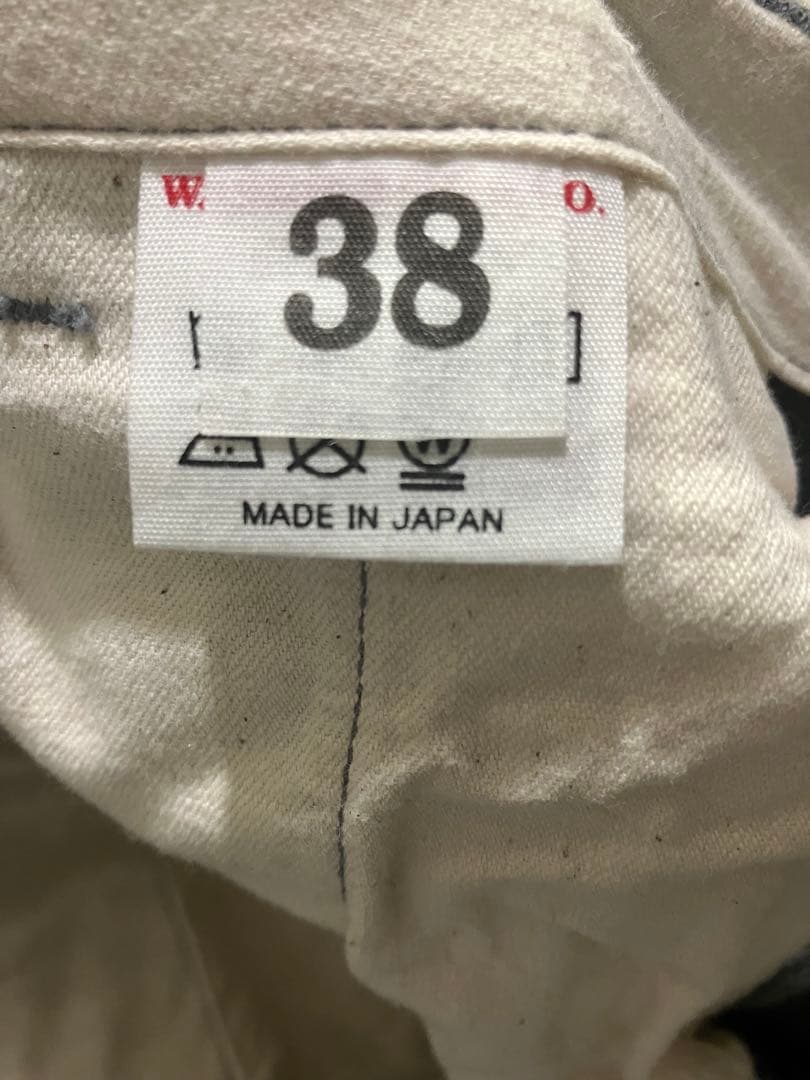 W. 38 O.
[ ]
W
MADE IN JAPAN